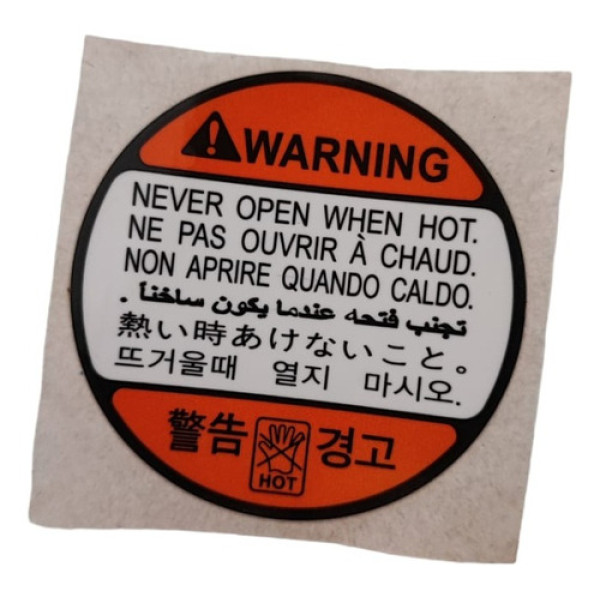 WARNING
NEVER OPEN WHEN HOT.
NE PAS OUVRIR À CHAUD.
NON APRIRE QUANDO CALDO.
تجنب فتحه عندما يكون ساخناً .
熱い時あけないこと。
뜨거울때 열지 마시오.
警告 HOT 경고